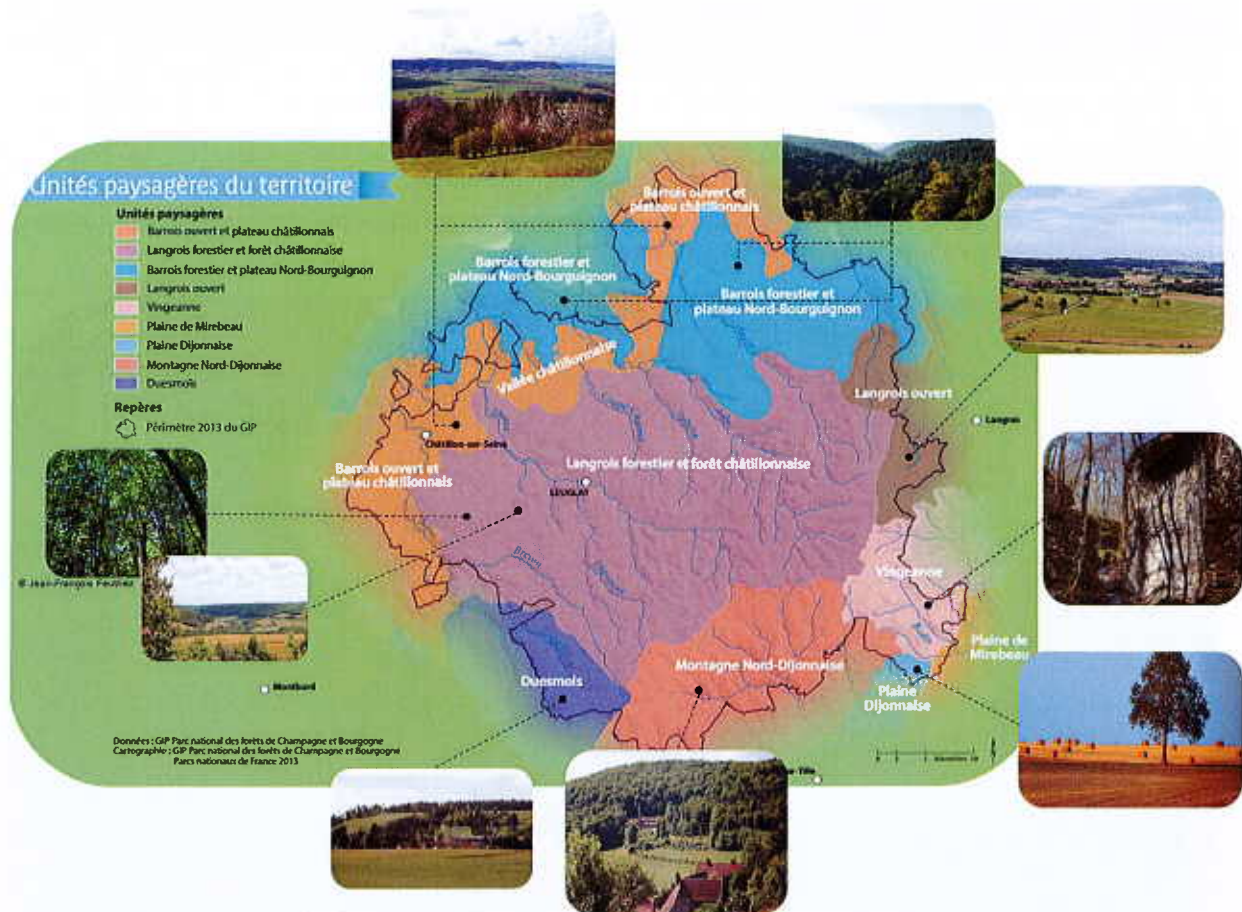 Unités paysagères du territoire
Unités paysagères
Barrois ouvert et plateau châtillonnais
Langrois forestier et forêt châtillonnaise
Barrois forestier et plateau Nord-Bourguignon
Langrois ouvert
Vingeanne
Plaine de Mirebeau
Plaine Dijonnaise
Montagne Nord-Dijonnaise
Duesmois
Repères
Périmètre 2013 du GIP
Barrois ouvert et
plateau châtillonnais
Barrois forestier et
plateau Nord-Bourguignon
Barrois forestier et
plateau Nord-Bourguignon
Vallée châtillonnaise
Langrois ouvert
Langres
Châtillon-sur-Seine
Barrois ouvert et
plateau châtillonnais
Langrois forestier et forêt châtillonnaise
LEUGLAY
© Jean-François Feutriez
Vingeanne
Plaine de
Mirebeau
Montagne Nord-Dijonnaise
Duesmois
Plaine
Dijonnaise
Montbard
Données : GIP Parc national des forêts de Champagne et Bourgogne
Cartographie : GIP Parc national des forêts de Champagne et Bourgogne
Parcs nationaux de France 2013